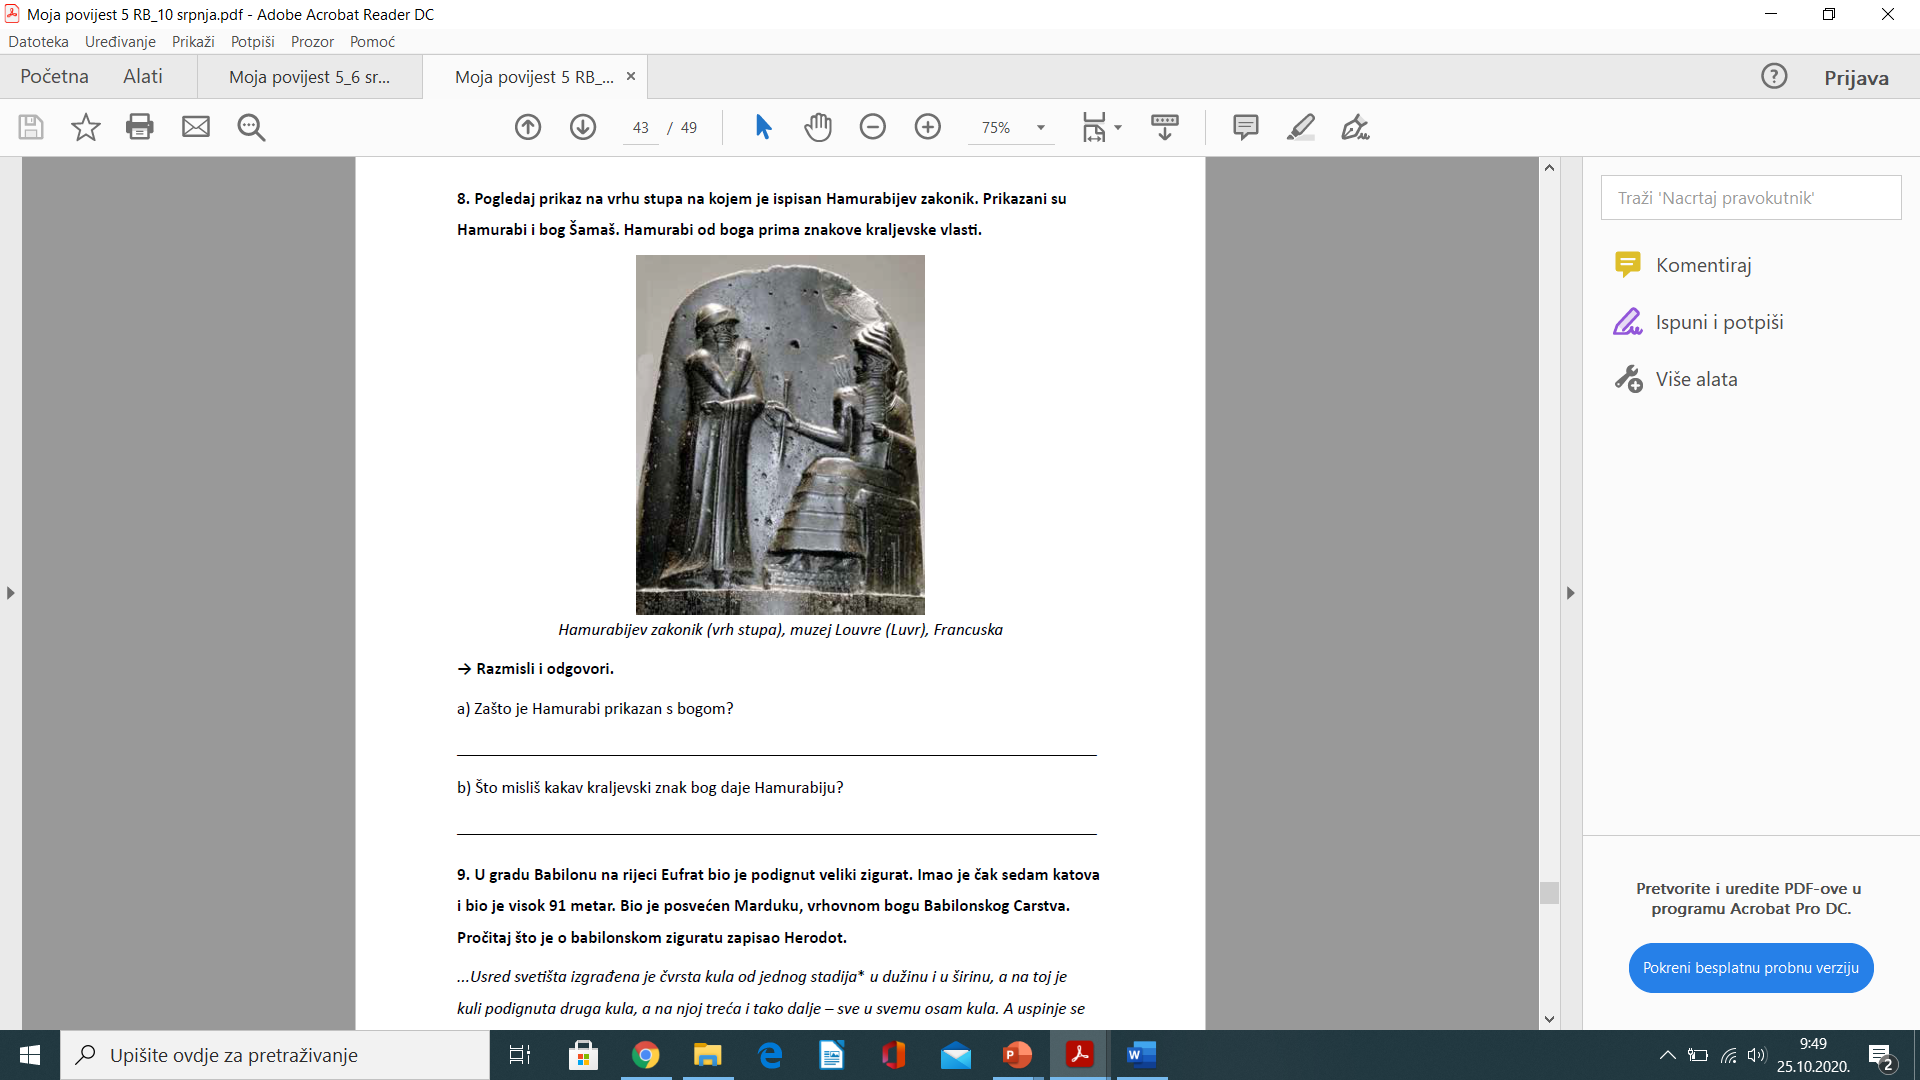 Moja povijest 5 RB_10 srpnja.pdf - Adobe Acrobat Reader DC
Datoteka Uređivanje Prikaži Potpiši Prozor Pomoć
Početna Alati Moja povijest 5_6 sr... Moja povijest 5 RB_... × ? Prijava
43 / 49 75%
8. Pogledaj prikaz na vrhu stupa na kojem je ispisan Hamurabijev zakonik. Prikazani su
Hamurabi i bog Šamaš. Hamurabi od boga prima znakove kraljevske vlasti.
Hamurabijev zakonik (vrh stupa), muzej Louvre (Luvr), Francuska
→ Razmisli i odgovori.
a) Zašto je Hamurabi prikazan s bogom?
b) Što misliš kakav kraljevski znak bog daje Hamurabiju?
9. U gradu Babilonu na rijeci Eufrat bio je podignut veliki zigurat. Imao je čak sedam katova
i bio je visok 91 metar. Bio je posvećen Marduku, vrhovnom bogu Babilonskog Carstva.
Pročitaj što je o babilonskom ziguratu zapisao Herodot.
...Usred svetišta izgrađena je čvrsta kula od jednog stadija* u dužinu i u širinu, a na toj je
kuli podignuta druga kula, a na njoj treća i tako dalje – sve u svemu osam kula. A uspinje se
Traži 'Nacrtaj pravokutnik'
Komentiraj
Ispuni i potpiši
Više alata
Pretvorite i uredite PDF-ove u
programu Acrobat Pro DC.
Pokreni besplatnu probnu verziju
Upišite ovdje za pretraživanje
9:49
25.10.2020.
2